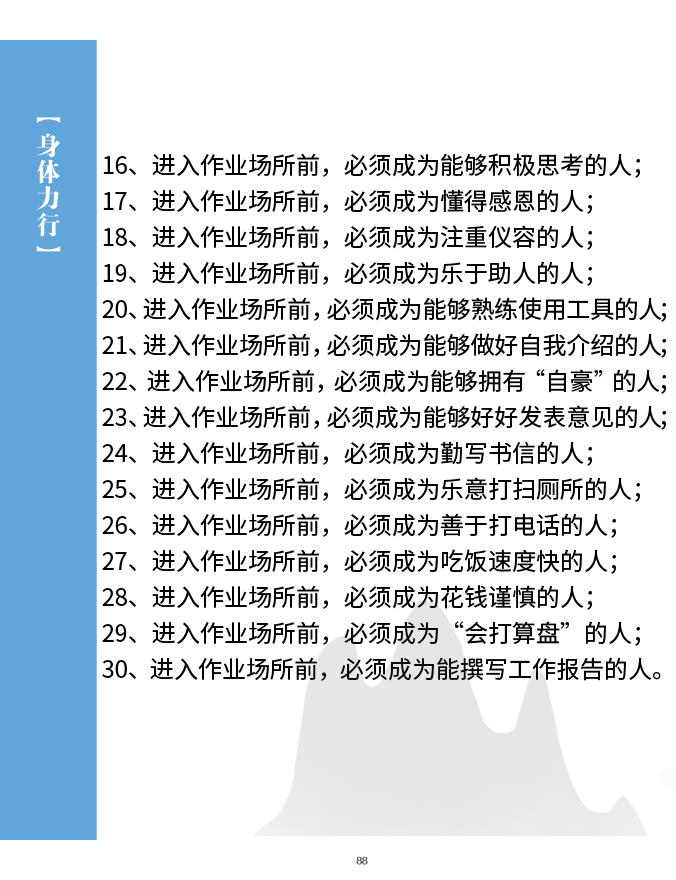 【身体力行】
16、进入作业场所前，必须成为能够积极思考的人；
17、进入作业场所前，必须成为懂得感恩的人；
18、进入作业场所前，必须成为注重仪容的人；
19、进入作业场所前，必须成为乐于助人的人；
20、进入作业场所前，必须成为能够熟练使用工具的人；
21、进入作业场所前，必须成为能够做好自我介绍的人；
22、进入作业场所前，必须成为能够拥有“自豪”的人；
23、进入作业场所前，必须成为能够好好发表意见的人；
24、进入作业场所前，必须成为勤写书信的人；
25、进入作业场所前，必须成为乐意打扫厕所的人；
26、进入作业场所前，必须成为善于打电话的人；
27、进入作业场所前，必须成为吃饭速度快的人；
28、进入作业场所前，必须成为花钱谨慎的人；
29、进入作业场所前，必须成为“会打算盘”的人；
30、进入作业场所前，必须成为能撰写工作报告的人。
88